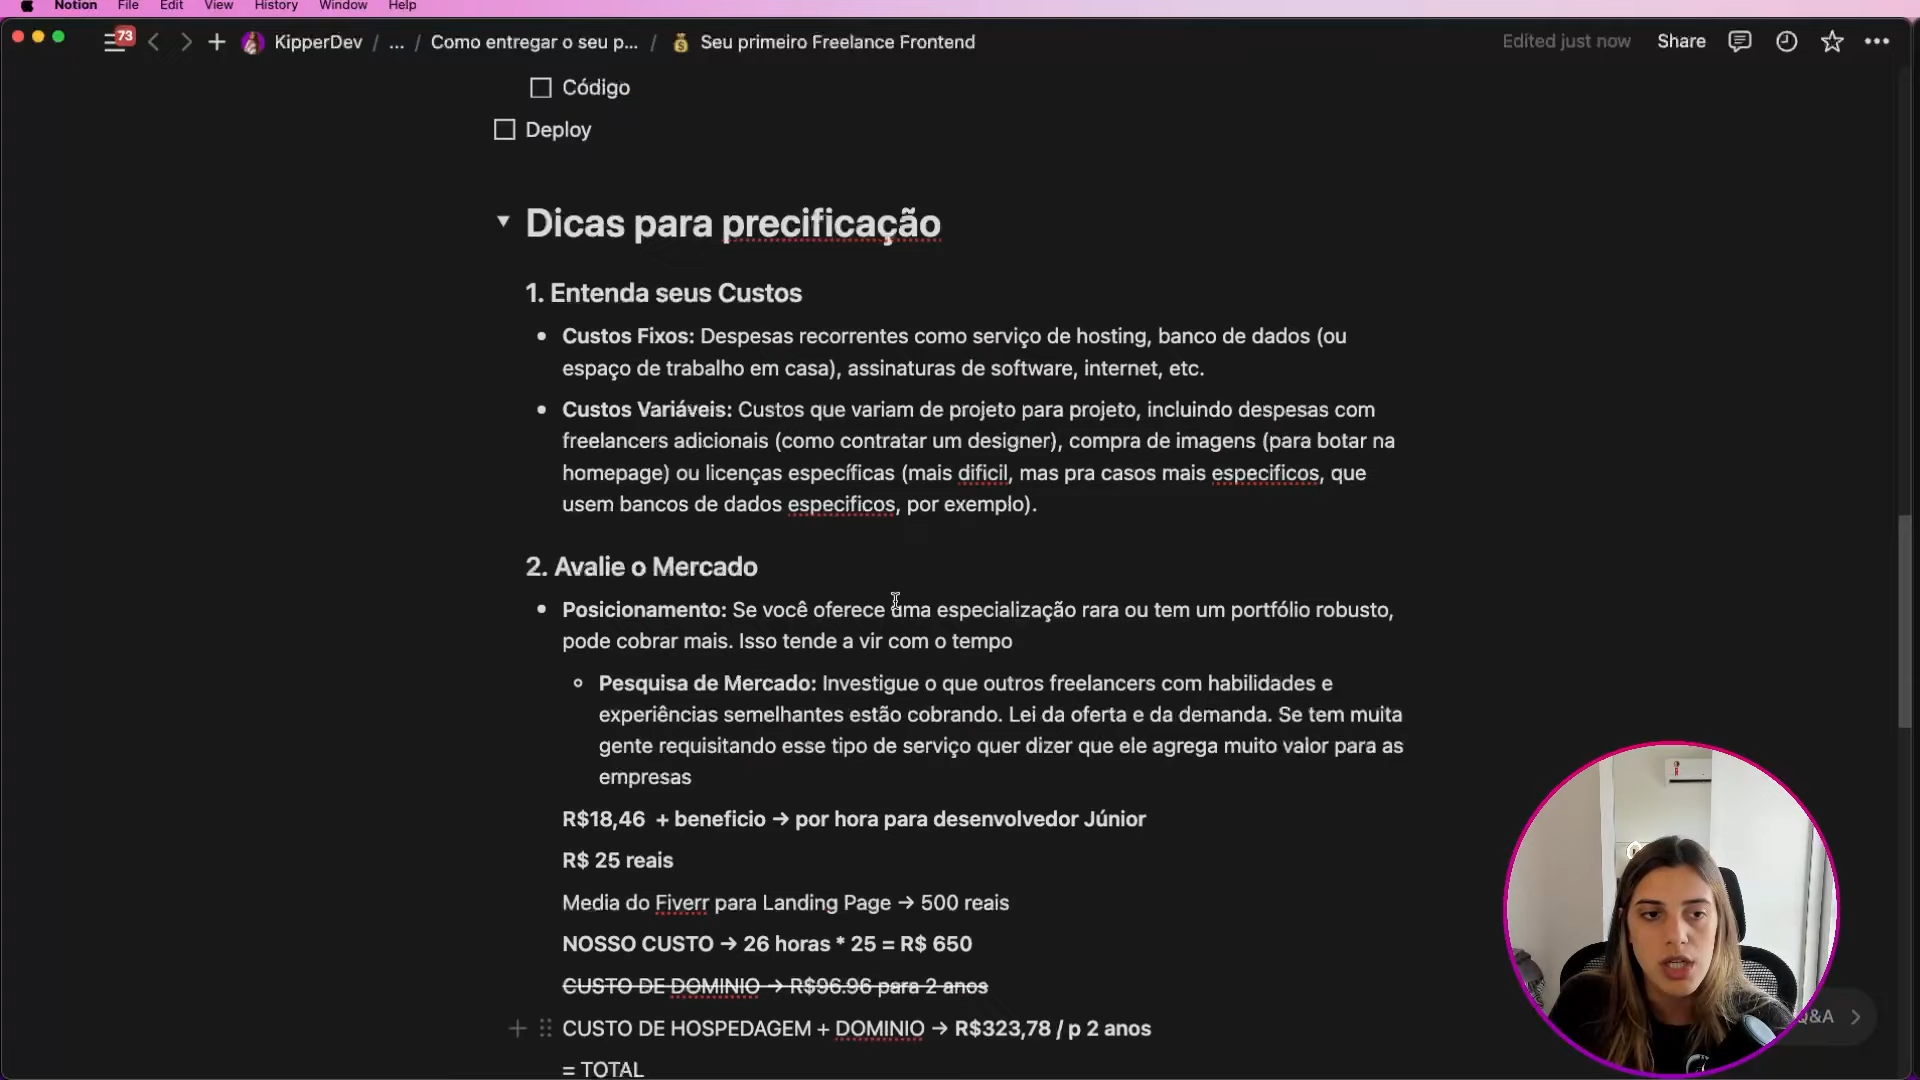 Notion File Edit View History Window Help
73 KipperDev / ... / Como entregar o seu p... / Seu primeiro Freelance Frontend Edited just now Share
Código
Deploy
Dicas para precificação
1. Entenda seus Custos
• Custos Fixos: Despesas recorrentes como serviço de hosting, banco de dados (ou
espaço de trabalho em casa), assinaturas de software, internet, etc.
• Custos Variáveis: Custos que variam de projeto para projeto, incluindo despesas com
freelancers adicionais (como contratar um designer), compra de imagens (para botar na
homepage) ou licenças específicas (mais dificil, mas pra casos mais especificos, que
usem bancos de dados especificos, por exemplo).
2. Avalie o Mercado
• Posicionamento: Se você oferece uma especialização rara ou tem um portfólio robusto,
pode cobrar mais. Isso tende a vir com o tempo
◦ Pesquisa de Mercado: Investigue o que outros freelancers com habilidades e
experiências semelhantes estão cobrando. Lei da oferta e da demanda. Se tem muita
gente requisitando esse tipo de serviço quer dizer que ele agrega muito valor para as
empresas
R$18,46 + beneficio → por hora para desenvolvedor Júnior
R$ 25 reais
Media do Fiverr para Landing Page → 500 reais
NOSSO CUSTO → 26 horas * 25 = R$ 650
CUSTO DE DOMINIO → R$96.96 para 2 anos
CUSTO DE HOSPEDAGEM + DOMINIO → R$323,78 / p 2 anos
= TOTAL
Q&A